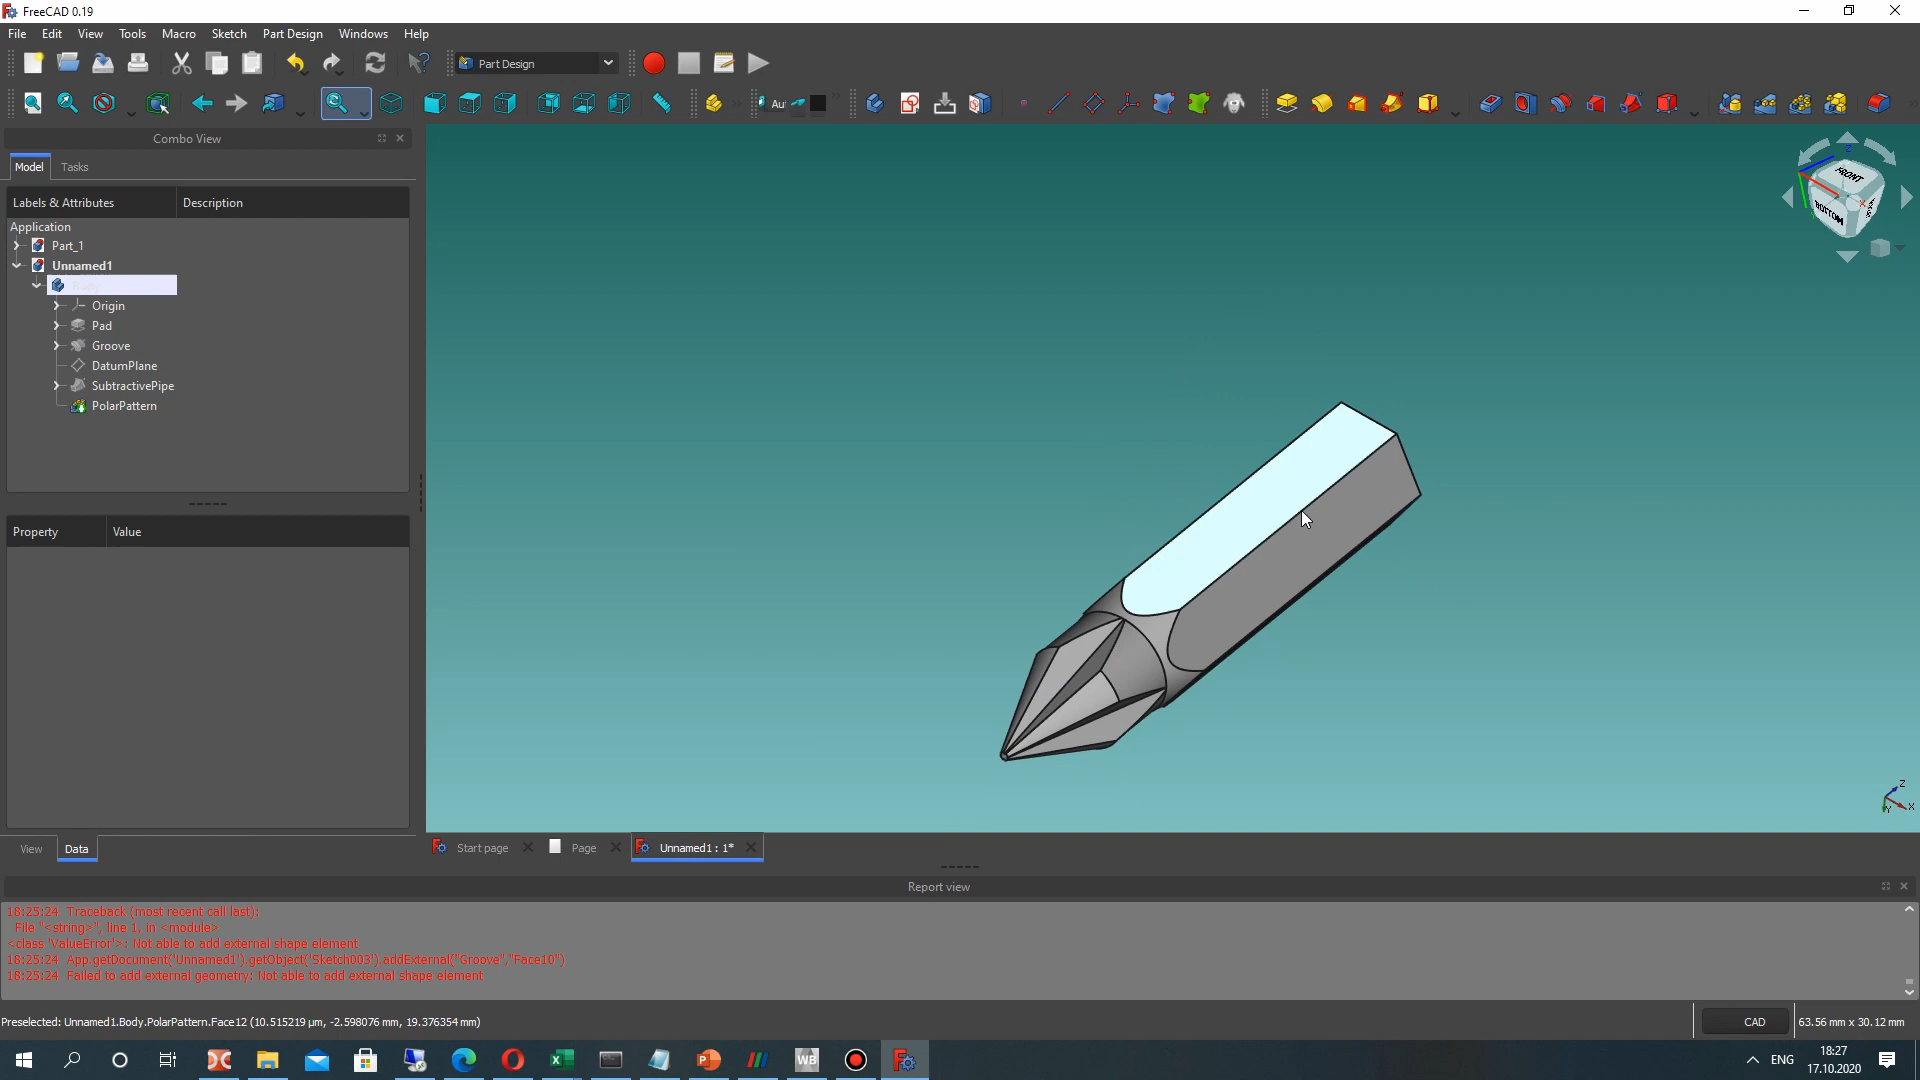 FreeCAD 0.19
File Edit View Tools Macro Sketch Part Design Windows Help
Part Design
Aut
Combo View
Model Tasks
Labels & Attributes Description
Application
Part_1
Unnamed1
Body
Origin
Pad
Groove
DatumPlane
SubtractivePipe
PolarPattern
Property Value
View Data
Z
FRONT
BOTTOM
X
Z
Y X
Start page Page Unnamed1 : 1*
Report view
18:25:24 Traceback (most recent call last):
File "<string>", line 1, in <module>
<class 'ValueError'>: Not able to add external shape element
18:25:24 App.getDocument('Unnamed1').getObject('Sketch003').addExternal("Groove","Face10")
18:25:24 Failed to add external geometry: Not able to add external shape element
Preselected: Unnamed1.Body.PolarPattern.Face12 (10.515219 µm, -2.598076 mm, 19.376354 mm)
CAD
63.56 mm x 30.12 mm
WB
ENG
18:27
17.10.2020